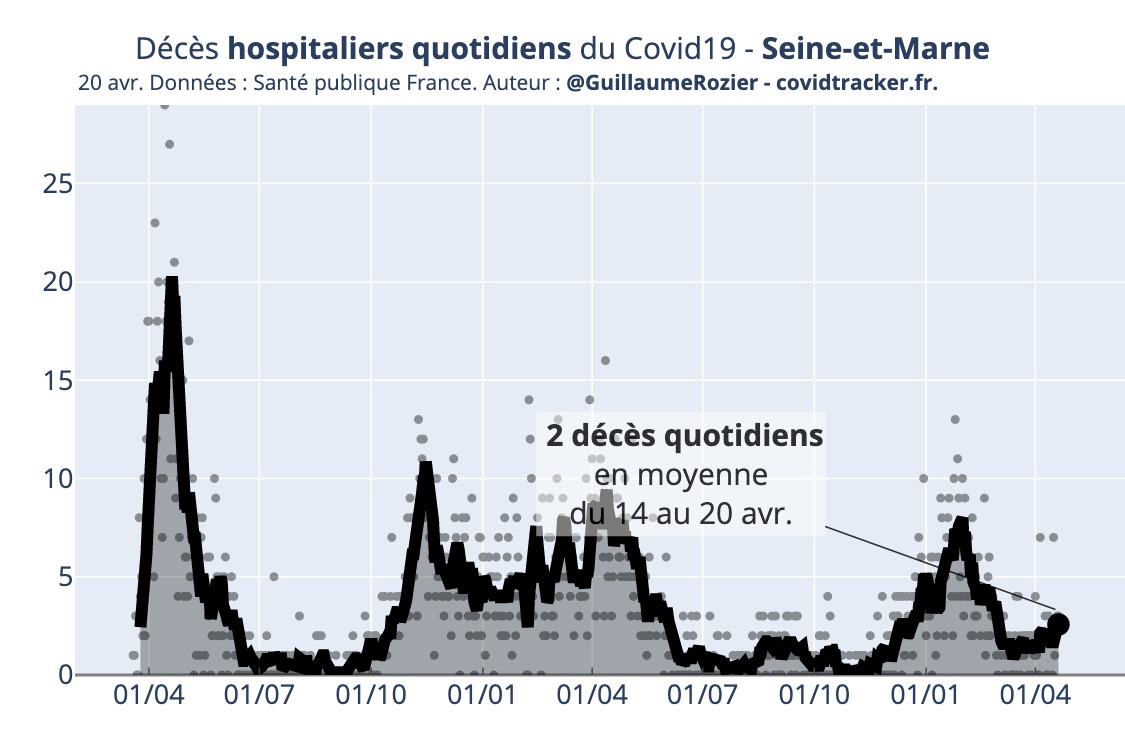 Décès hospitaliers quotidiens du Covid19 - Seine-et-Marne
20 avr. Données : Santé publique France. Auteur : @GuillaumeRozier - covidtracker.fr.
25
20
15
10
5
0
2 décès quotidiens
en moyenne
du 14 au 20 avr.
01/04 01/07 01/10 01/01 01/04 01/07 01/10 01/01 01/04